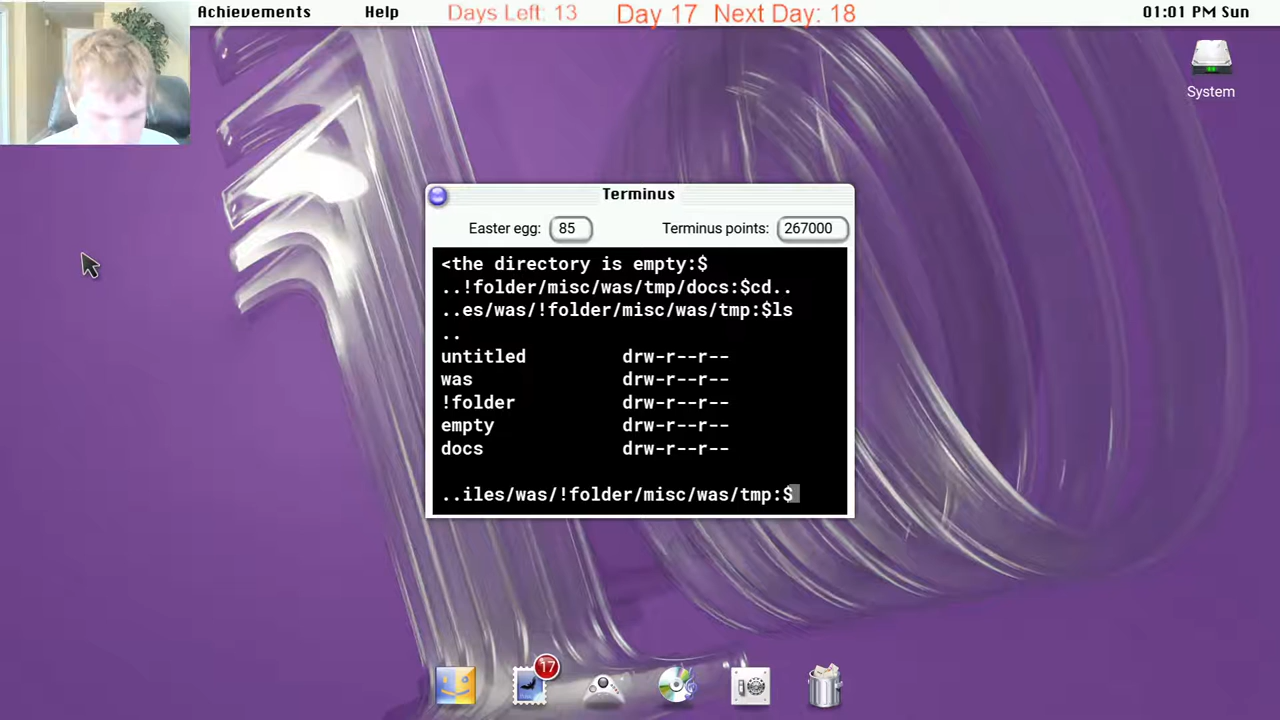 Achievements Help Days Left: 13 Day 17 Next Day: 18 01:01 PM Sun
System
Terminus
Easter egg: 85 Terminus points: 267000
<the directory is empty:$
..!folder/misc/was/tmp/docs:$cd..
..es/was/!folder/misc/was/tmp:$ls
..
untitled drw-r--r--
was drw-r--r--
!folder drw-r--r--
empty drw-r--r--
docs drw-r--r--
..iles/was/!folder/misc/was/tmp:$
17